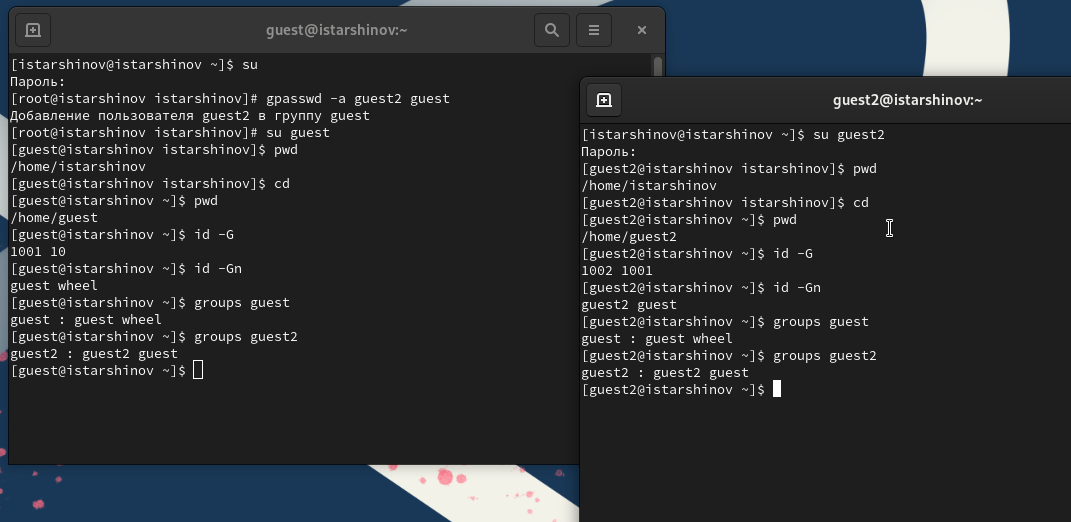 guest@istarshinov:~
[istarshinov@istarshinov ~]$ su
Пароль:
[root@istarshinov istarshinov]# gpasswd -a guest2 guest
Добавление пользователя guest2 в группу guest
[root@istarshinov istarshinov]# su guest
[guest@istarshinov istarshinov]$ pwd
/home/istarshinov
[guest@istarshinov istarshinov]$ cd
[guest@istarshinov ~]$ pwd
/home/guest
[guest@istarshinov ~]$ id -G
1001 10
[guest@istarshinov ~]$ id -Gn
guest wheel
[guest@istarshinov ~]$ groups guest
guest : guest wheel
[guest@istarshinov ~]$ groups guest2
guest2 : guest2 guest
[guest@istarshinov ~]$
guest2@istarshinov:~
[istarshinov@istarshinov ~]$ su guest2
Пароль:
[guest2@istarshinov istarshinov]$ pwd
/home/istarshinov
[guest2@istarshinov istarshinov]$ cd
[guest2@istarshinov ~]$ pwd
/home/guest2
[guest2@istarshinov ~]$ id -G
1002 1001
[guest2@istarshinov ~]$ id -Gn
guest2 guest
[guest2@istarshinov ~]$ groups guest
guest : guest wheel
[guest2@istarshinov ~]$ groups guest2
guest2 : guest2 guest
[guest2@istarshinov ~]$